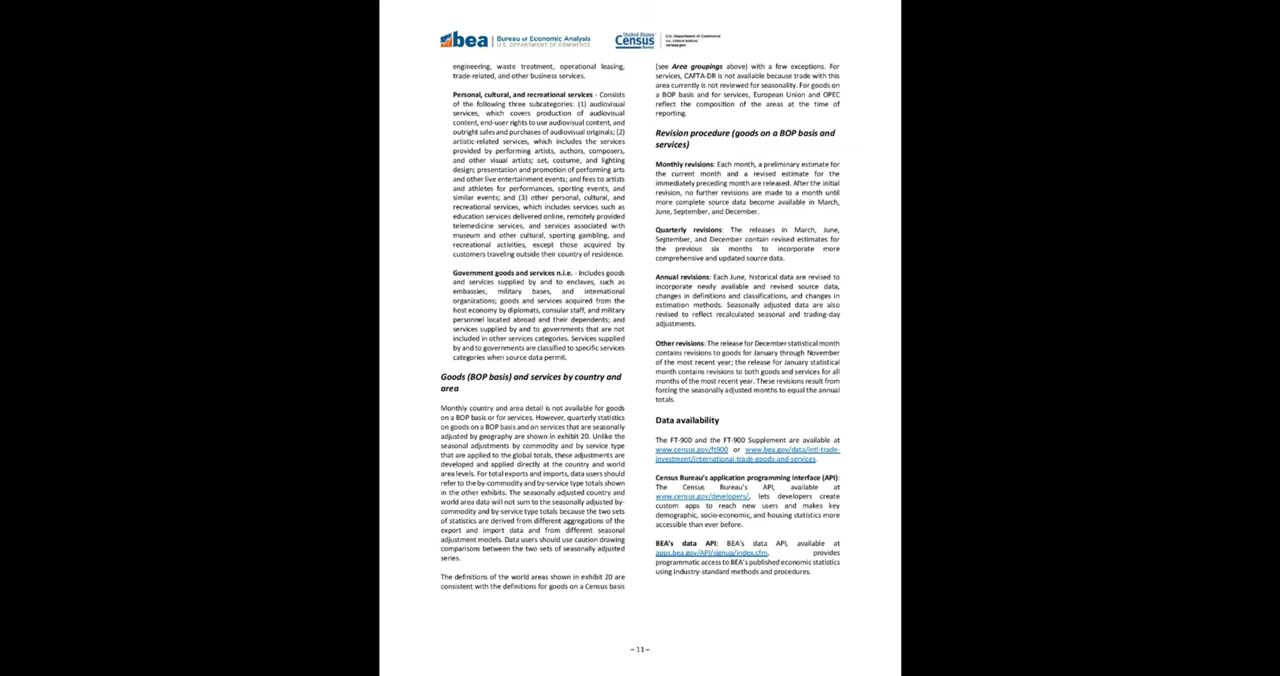 bea Bureau of Economic Analysis
U.S. DEPARTMENT OF COMMERCE
United States
Census
Bureau
U.S. Department of Commerce
U.S. CENSUS BUREAU
census.gov
engineering, waste treatment, operational leasing,
trade-related, and other business services.
Personal, cultural, and recreational services - Consists
of the following three subcategories: (1) audiovisual
services, which covers production of audiovisual
content, end-user rights to use audiovisual content, and
outright sales and purchases of audiovisual originals; (2)
artistic-related services, which includes the services
provided by performing artists, authors, composers,
and other visual artists; set, costume, and lighting
design; presentation and promotion of performing arts
and other live entertainment events; and fees to artists
and athletes for performances, sporting events, and
similar events; and (3) other personal, cultural, and
recreational services, which includes services such as
education services delivered online, remotely provided
telemedicine services, and services associated with
museum and other cultural, sporting gambling, and
recreational activities, except those acquired by
customers traveling outside their country of residence.
Government goods and services n.i.e. - Includes goods
and services supplied by and to enclaves, such as
embassies, military bases, and international
organizations; goods and services acquired from the
host economy by diplomats, consular staff, and military
personnel located abroad and their dependents; and
services supplied by and to governments that are not
included in other services categories. Services supplied
by and to governments are classified to specific services
categories when source data permit.
Goods (BOP basis) and services by country and
area
Monthly country and area detail is not available for goods
on a BOP basis or for services. However, quarterly statistics
on goods on a BOP basis and on services that are seasonally
adjusted by geography are shown in exhibit 20. Unlike the
seasonal adjustments by commodity and by service type
that are applied to the global totals, these adjustments are
developed and applied directly at the country and world
area levels. For total exports and imports, data users should
refer to the by-commodity and by-service type totals shown
in the other exhibits. The seasonally adjusted country and
world area data will not sum to the seasonally adjusted by-
commodity and by-service type totals because the two sets
of statistics are derived from different aggregations of the
export and import data and from different seasonal
adjustment models. Data users should use caution drawing
comparisons between the two sets of seasonally adjusted
series.
The definitions of the world areas shown in exhibit 20 are
consistent with the definitions for goods on a Census basis
(see Area groupings above) with a few exceptions. For
services, CAFTA-DR is not available because trade with this
area currently is not reviewed for seasonality. For goods on
a BOP basis and for services, European Union and OPEC
reflect the composition of the areas at the time of
reporting.
Revision procedure (goods on a BOP basis and
services)
Monthly revisions: Each month, a preliminary estimate for
the current month and a revised estimate for the
immediately preceding month are released. After the initial
revision, no further revisions are made to a month until
more complete source data become available in March,
June, September, and December.
Quarterly revisions: The releases in March, June,
September, and December contain revised estimates for
the previous six months to incorporate more
comprehensive and updated source data.
Annual revisions: Each June, historical data are revised to
incorporate newly available and revised source data,
changes in definitions and classifications, and changes in
estimation methods. Seasonally adjusted data are also
revised to reflect recalculated seasonal and trading-day
adjustments.
Other revisions: The release for December statistical month
contains revisions to goods for January through November
of the most recent year; the release for January statistical
month contains revisions to both goods and services for all
months of the most recent year. These revisions result from
forcing the seasonally adjusted months to equal the annual
totals.
Data availability
The FT-900 and the FT-900 Supplement are available at
www.census.gov/ft900 or www.bea.gov/data/intl-trade-
investment/international-trade-goods-and-services.
Census Bureau's application programming interface (API):
The Census Bureau's API, available at
www.census.gov/developers/, lets developers create
custom apps to reach new users and makes key
demographic, socio-economic, and housing statistics more
accessible than ever before.
BEA's data API: BEA's data API, available at
apps.bea.gov/API/signup/index.cfm, provides
programmatic access to BEA's published economic statistics
using industry-standard methods and procedures.
– 11 –